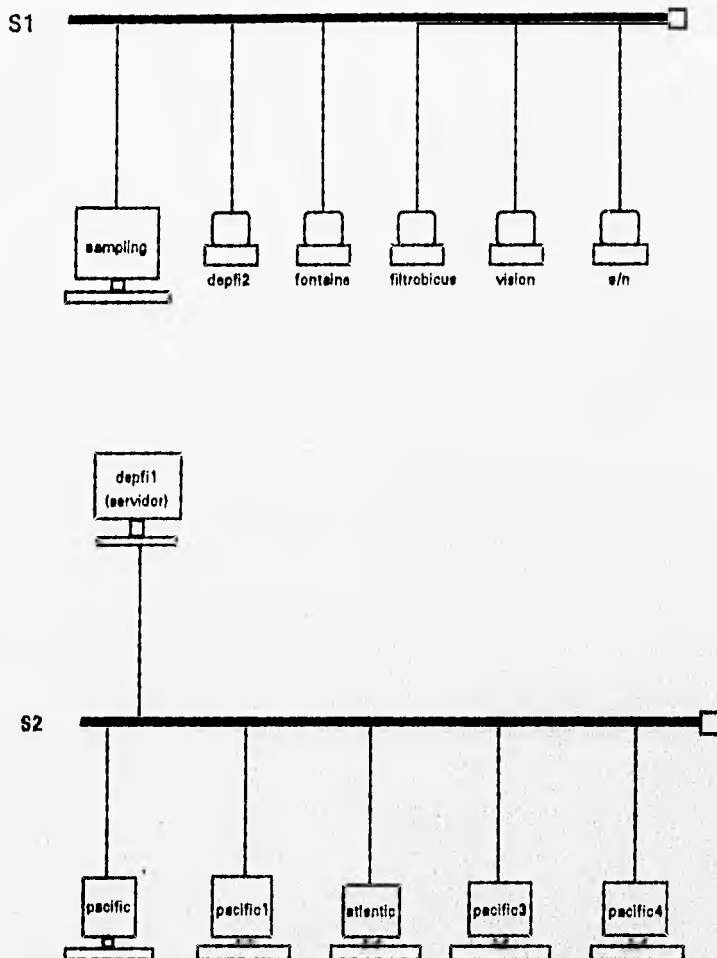 S1
sampling
depfi2
fontaine
filtrobicus
vision
s/n
depfi1
(servidor)
S2
pacific
pacific1
atlantic
pacific3
pacific4